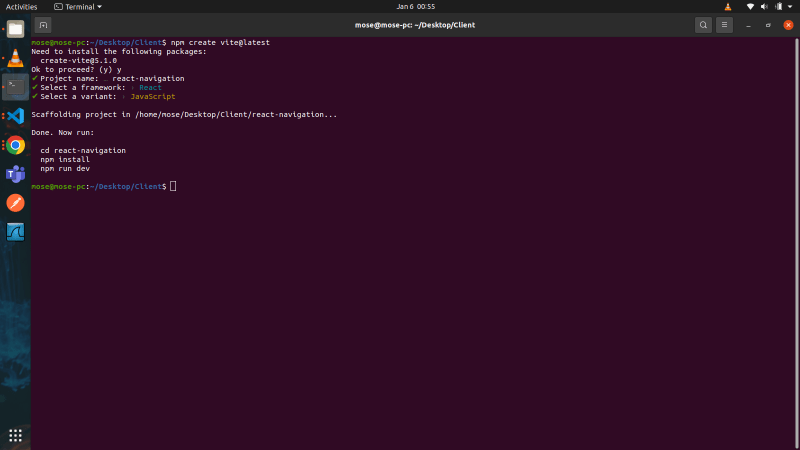 Activities Terminal Jan 6 00:55
mose@mose-pc: ~/Desktop/Client
mose@mose-pc:~/Desktop/Client$ npm create vite@latest
Need to install the following packages:
  create-vite@5.1.0
Ok to proceed? (y) y
✔ Project name: … react-navigation
✔ Select a framework: › React
✔ Select a variant: › JavaScript
Scaffolding project in /home/mose/Desktop/Client/react-navigation...
Done. Now run:
  cd react-navigation
  npm install
  npm run dev
mose@mose-pc:~/Desktop/Client$